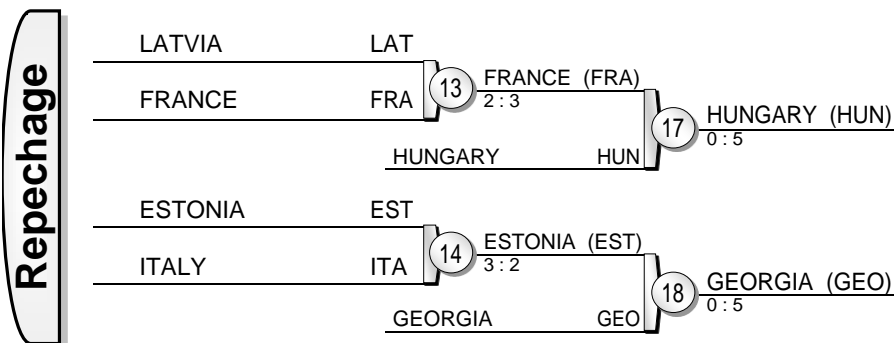 Repechage
LATVIA LAT
FRANCE FRA
13
FRANCE (FRA)
2 : 3
HUNGARY HUN
17
HUNGARY (HUN)
0 : 5
ESTONIA EST
ITALY ITA
14
ESTONIA (EST)
3 : 2
GEORGIA GEO
18
GEORGIA (GEO)
0 : 5